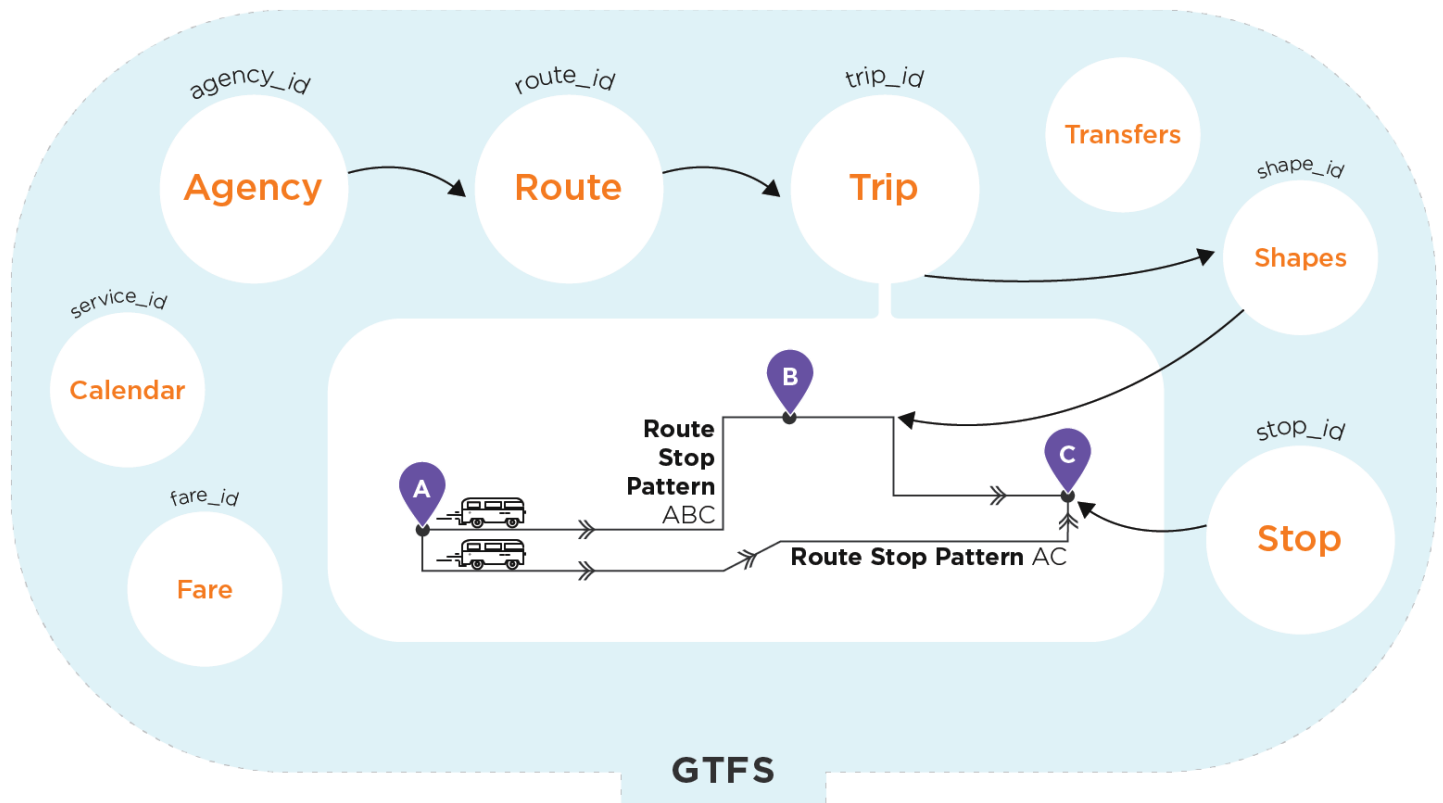 agency_id
route_id
trip_id
Agency
Route
Trip
Transfers
shape_id
Shapes
service_id
Calendar
fare_id
Fare
A
B
C
Route
Stop
Pattern
ABC
Route Stop Pattern AC
stop_id
Stop
GTFS